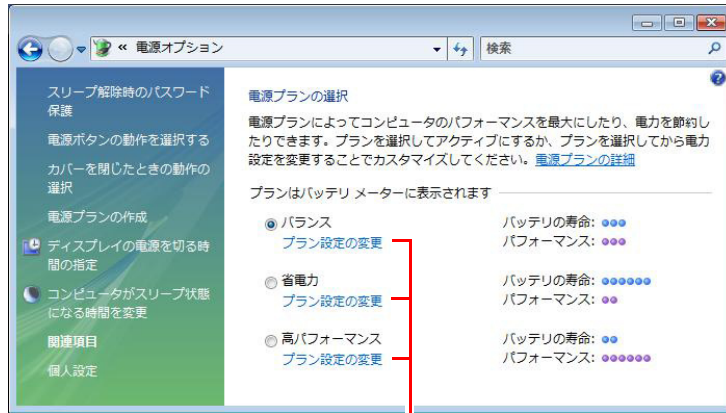 « 電源オプション
検索
スリープ解除時のパスワード
保護
電源ボタンの動作を選択する
カバーを閉じたときの動作の
選択
電源プランの作成
ディスプレイの電源を切る時
間の指定
コンピュータがスリープ状態
になる時間を変更
関連項目
個人設定
電源プランの選択
電源プランによってコンピュータのパフォーマンスを最大にしたり、電力を節約し
たりできます。プランを選択してアクティブにするか、プランを選択してから電力
設定を変更することでカスタマイズしてください。電源プランの詳細
プランはバッテリ メーターに表示されます
バランス
プラン設定の変更
バッテリの寿命:
パフォーマンス:
省電力
プラン設定の変更
バッテリの寿命:
パフォーマンス:
高パフォーマンス
プラン設定の変更
バッテリの寿命:
パフォーマンス: